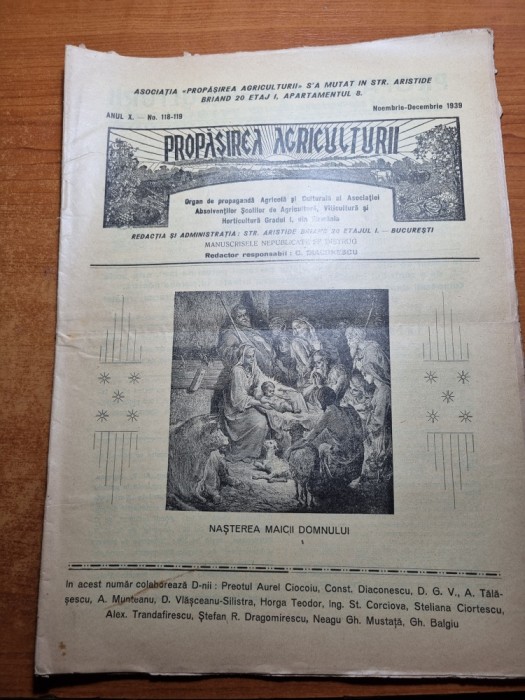 ASOCIAȚIA «PROPĂȘIREA AGRICULTURII» S'A MUTAT IN STR. ARISTIDE
BRIAND 20 ETAJ I, APARTAMENTUL 8.
ANUL X. — No. 118-119
Noembrie-Decembrie 1939
PROPĂȘIREA AGRICULTURII
Organ de propagandă Agricolă și Culturală al Asociației
Absolvenților Școlilor de Agricultură, Viticultură și
Horticultură Gradul I, din
REDACȚIA ȘI ADMINISTRAȚIA: STR. ARISTIDE BRIAND 20 ETAJUL I. — BUCUREȘTI
MANUSCRISELE NEPUBLICATE SE DISTRUG
Redactor responsabil: C. DIACONESCU
NAȘTEREA MAICII DOMNULUI
In acest număr colaborează D-nii: Preotul Aurel Ciocoiu, Const. Diaconescu, D. G. V., A. Tălă-
șescu, A. Munteanu, D. Vlășceanu-Silistra, Horga Teodor, Ing. St. Corciova, Steliana Ciortescu,
Alex. Trandafirescu, Ștefan R. Dragomirescu, Neagu Gh. Mustață, Gh. Balgiu